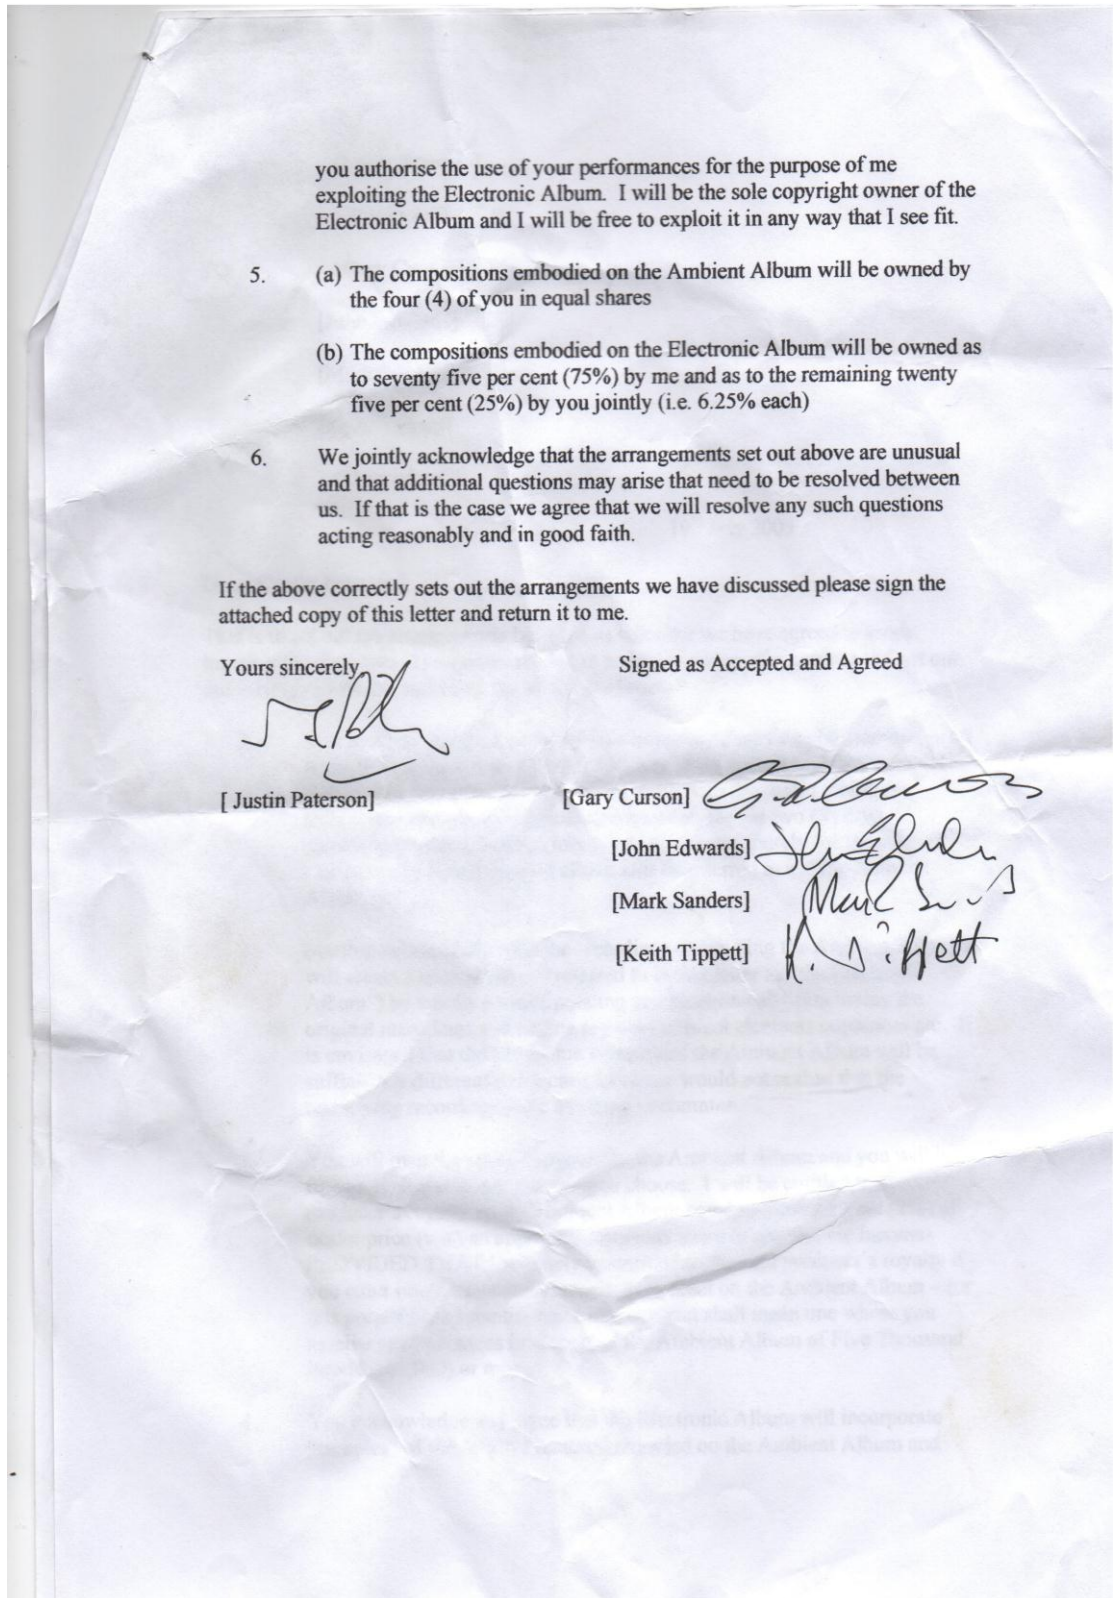 you authorise the use of your performances for the purpose of me
exploiting the Electronic Album. I will be the sole copyright owner of the
Electronic Album and I will be free to exploit it in any way that I see fit.
5. (a) The compositions embodied on the Ambient Album will be owned by
the four (4) of you in equal shares
(b) The compositions embodied on the Electronic Album will be owned as
to seventy five per cent (75%) by me and as to the remaining twenty
five per cent (25%) by you jointly (i.e. 6.25% each)
6. We jointly acknowledge that the arrangements set out above are unusual
and that additional questions may arise that need to be resolved between
us. If that is the case we agree that we will resolve any such questions
acting reasonably and in good faith.
If the above correctly sets out the arrangements we have discussed please sign the
attached copy of this letter and return it to me.
Yours sincerely Signed as Accepted and Agreed
[ Justin Paterson] [Gary Curson]
[John Edwards]
[Mark Sanders] Mark
[Keith Tippett] K. Tippett